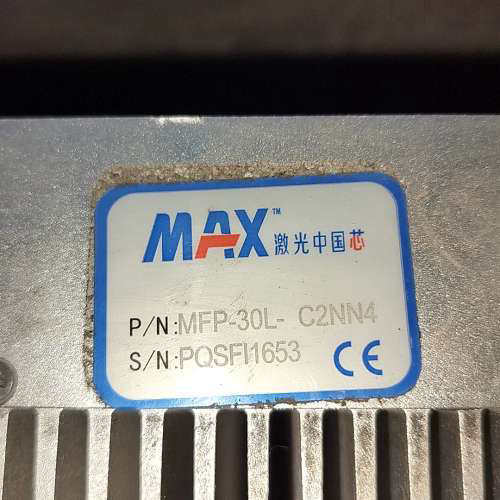 MAX™ 激光中国芯
P/N:MFP-30L- C2NN4
S/N:PQSFI1653
CE